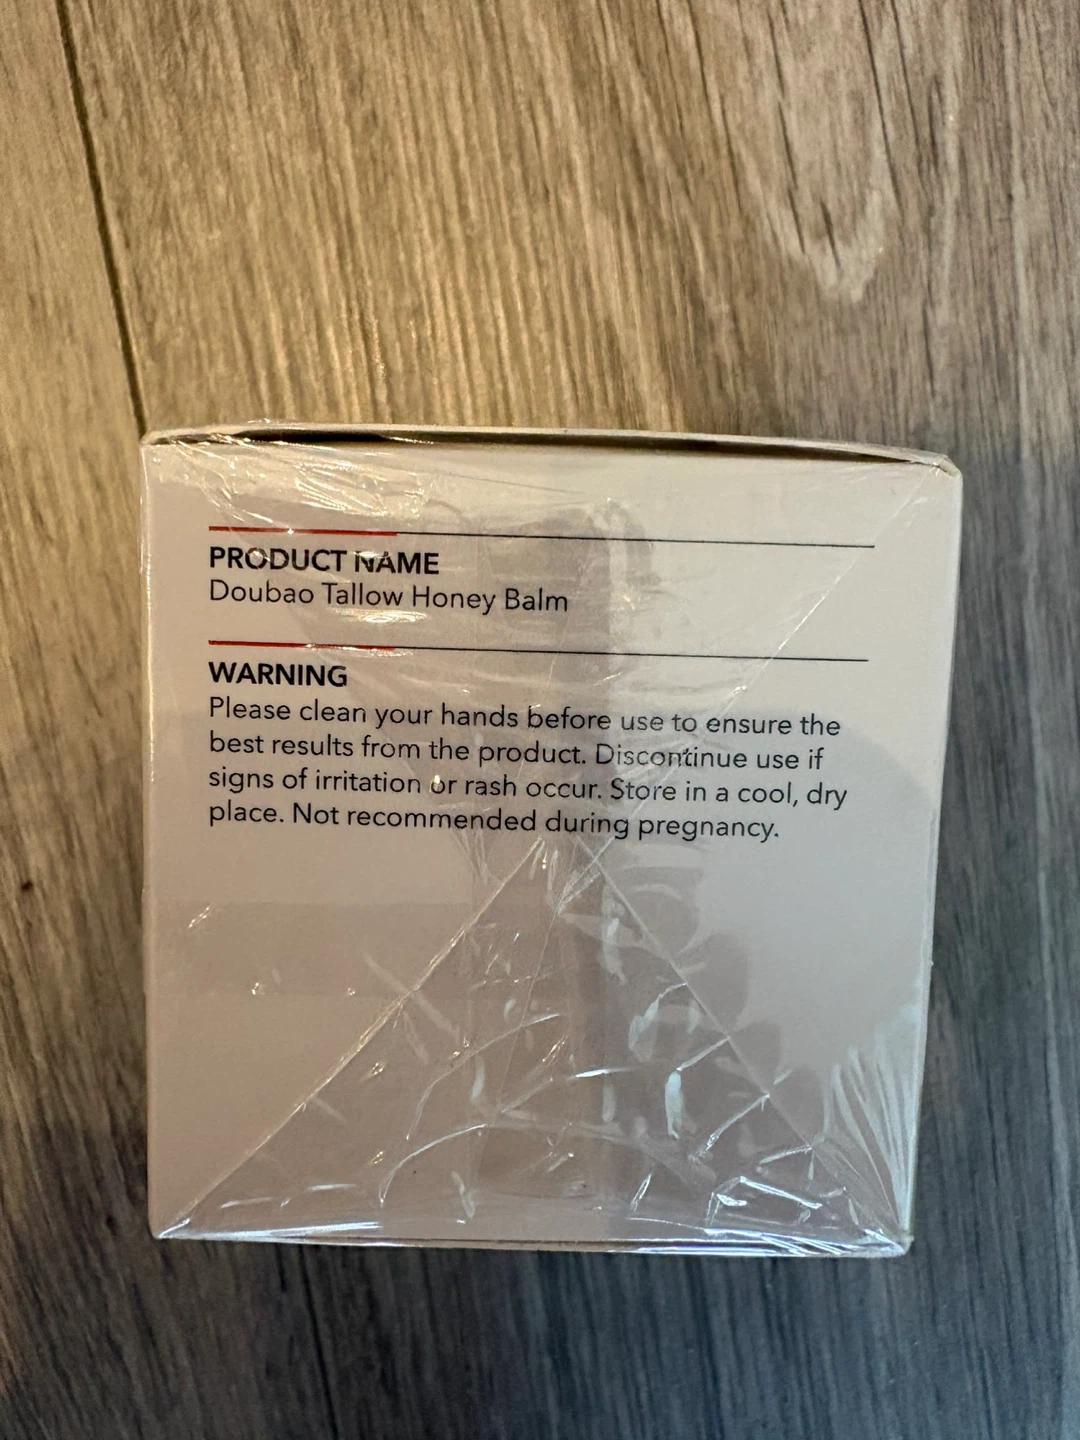 PRODUCT NAME
Doubao Tallow Honey Balm
WARNING
Please clean your hands before use to ensure the
best results from the product. Discontinue use if
signs of irritation or rash occur. Store in a cool, dry
place. Not recommended during pregnancy.